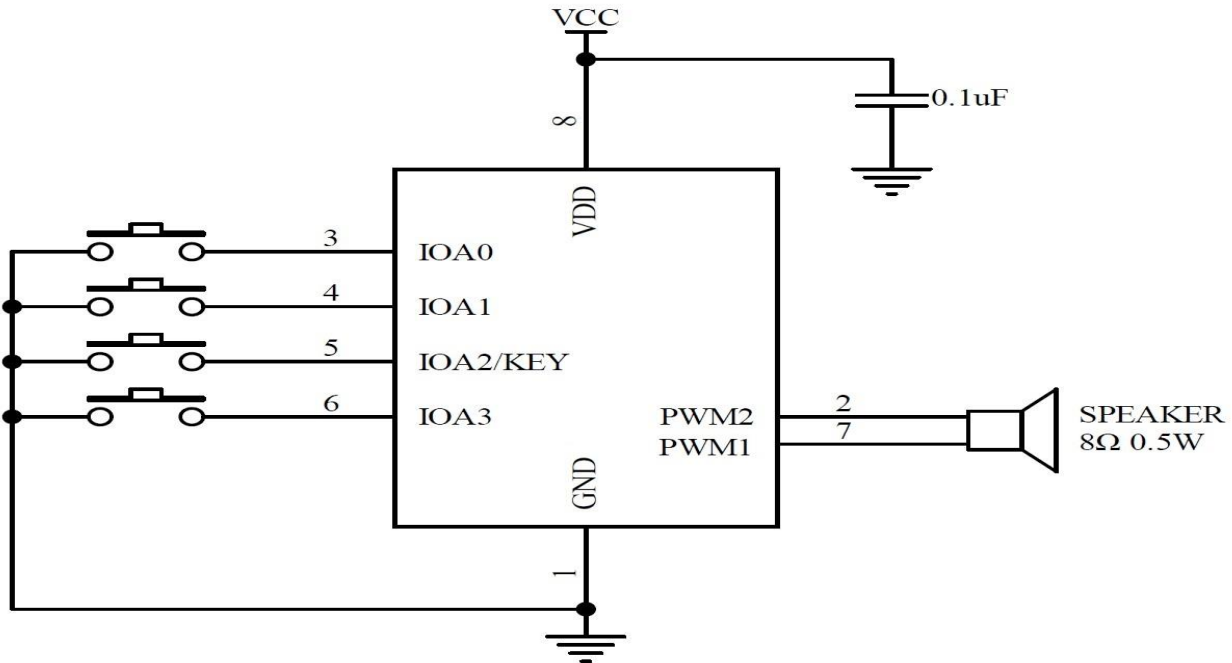 VCC
0.1uF
8
VDD
3
IOA0
4
IOA1
5
IOA2/KEY
6
IOA3
PWM2
2
PWM1
7
SPEAKER
8Ω 0.5W
GND
1